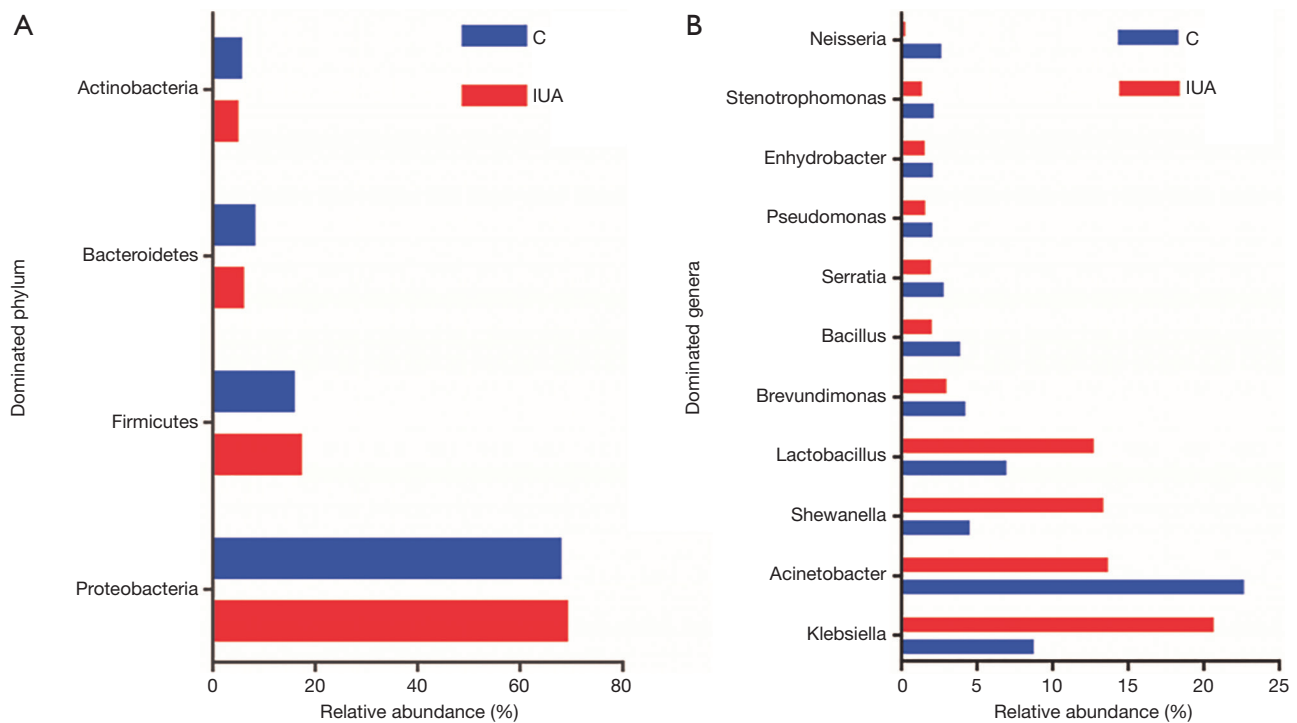 A
C
IUA
Dominated phylum
Actinobacteria
Bacteroidetes
Firmicutes
Proteobacteria
0 20 40 60 80
Relative abundance (%)
B
C
IUA
Dominated genera
Neisseria
Stenotrophomonas
Enhydrobacter
Pseudomonas
Serratia
Bacillus
Brevundimonas
Lactobacillus
Shewanella
Acinetobacter
Klebsiella
0 5 10 15 20 25
Relative abundance (%)